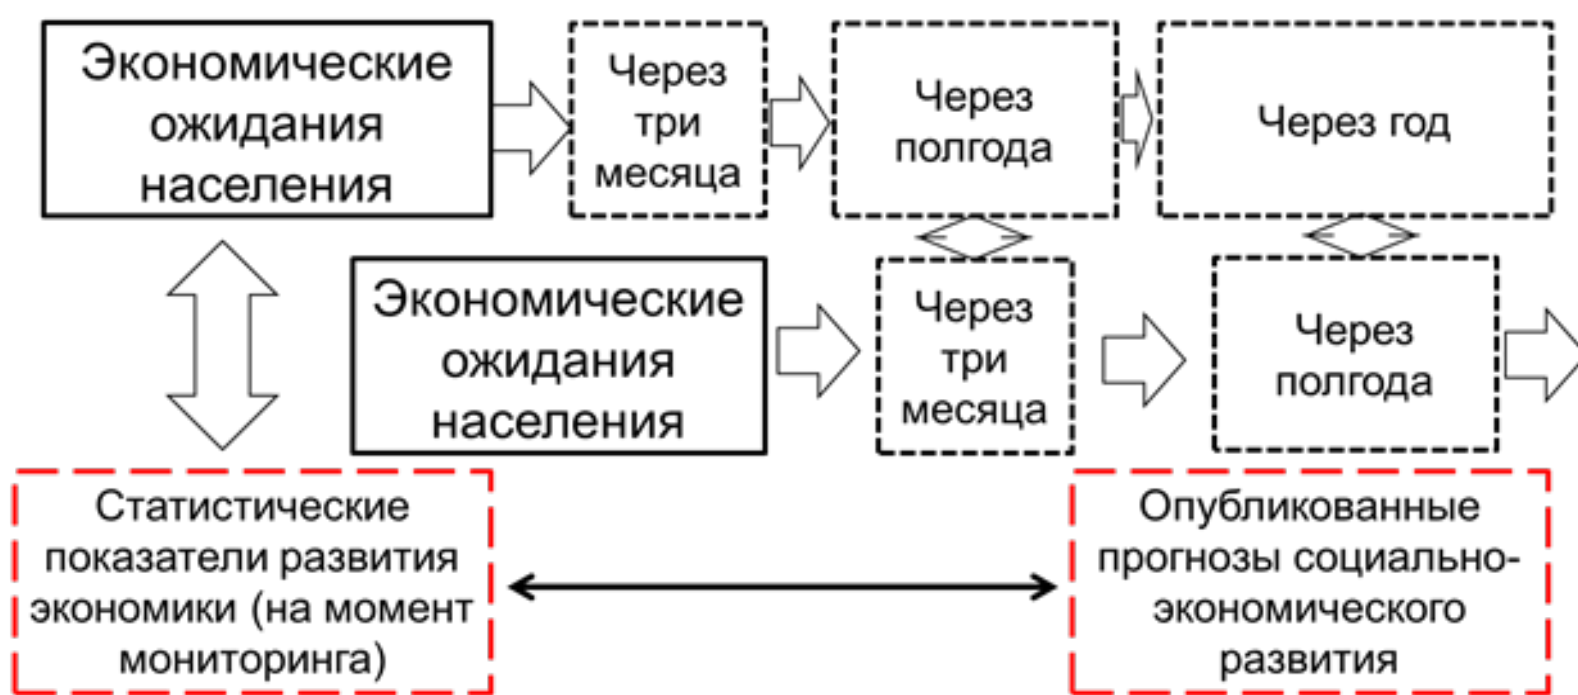 Экономические
ожидания
населения
Через
три
месяца
Через
полгода
Через год
Экономические
ожидания
населения
Через
три
месяца
Через
полгода
Статистические
показатели развития
экономики (на момент
мониторинга)
Опубликованные
прогнозы социально-
экономического
развития